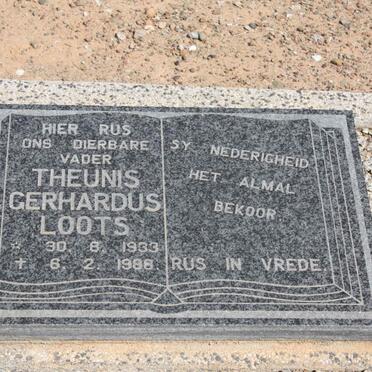 HIER RUS
ONS DIERBARE
VADER
THEUNIS
GERHARDUS
LOOTS
* 30. 8. 1933
† 6. 2. 1988
SY NEDERIGHEID
HET ALMAL
BEKOOR.
RUS IN VREDE.